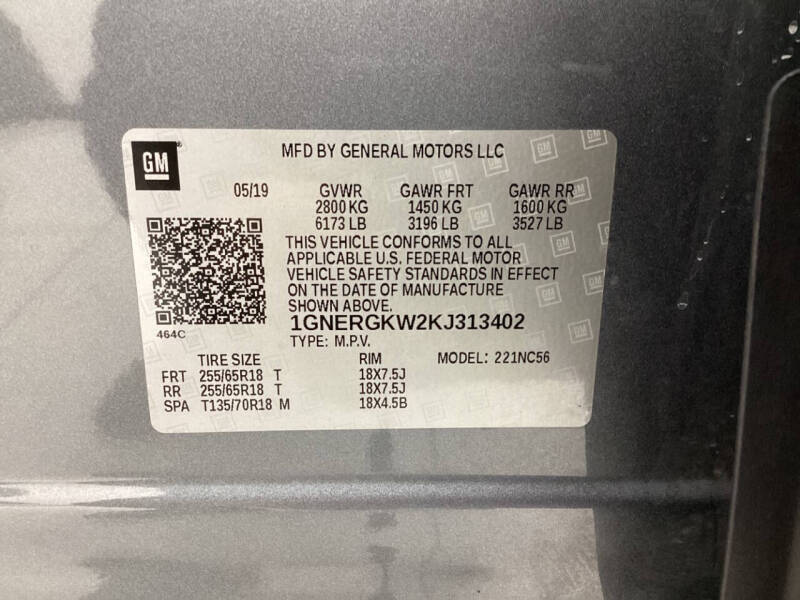 GM
MFD BY GENERAL MOTORS LLC
05/19 GVWR GAWR FRT GAWR RR
2800 KG 1450 KG 1600 KG
6173 LB 3196 LB 3527 LB
THIS VEHICLE CONFORMS TO ALL
APPLICABLE U.S. FEDERAL MOTOR
VEHICLE SAFETY STANDARDS IN EFFECT
ON THE DATE OF MANUFACTURE
SHOWN ABOVE.
464C
1GNERGKW2KJ313402
TYPE: M.P.V.
TIRE SIZE RIM MODEL: 221NC56
FRT 255/65R18 T 18X7.5J
RR 255/65R18 T 18X7.5J
SPA T135/70R18 M 18X4.5B